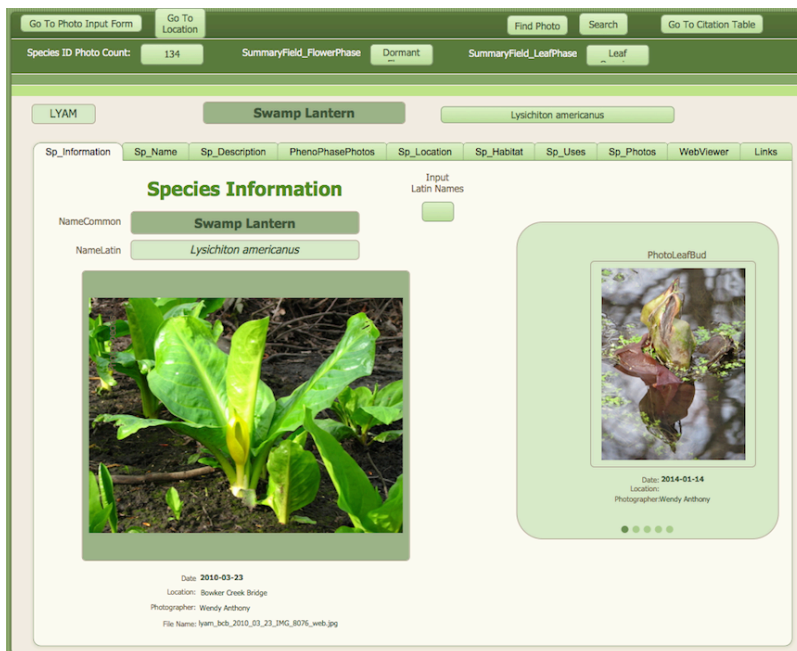 Go To Photo Input Form
Go To
Location
Find Photo
Search
Go To Citation Table
Species ID Photo Count:
134
SummaryField_FlowerPhase
Dormant
SummaryField_LeafPhase
Leaf
LYAM
Swamp Lantern
Lysichiton americanus
Sp_Information
Sp_Name
Sp_Description
PhenoPhasePhotos
Sp_Location
Sp_Habitat
Sp_Uses
Sp_Photos
WebViewer
Links
Species Information
Input
Latin Names
NameCommon
Swamp Lantern
NameLatin
Lysichiton americanus
PhotoLeafBud
Date: 2014-01-14
Location:
Photographer:Wendy Anthony
Date 2010-03-23
Location: Bowker Creek Bridge
Photographer: Wendy Anthony
File Name: lyam_bcb_2010_03_23_IMG_8076_web.jpg